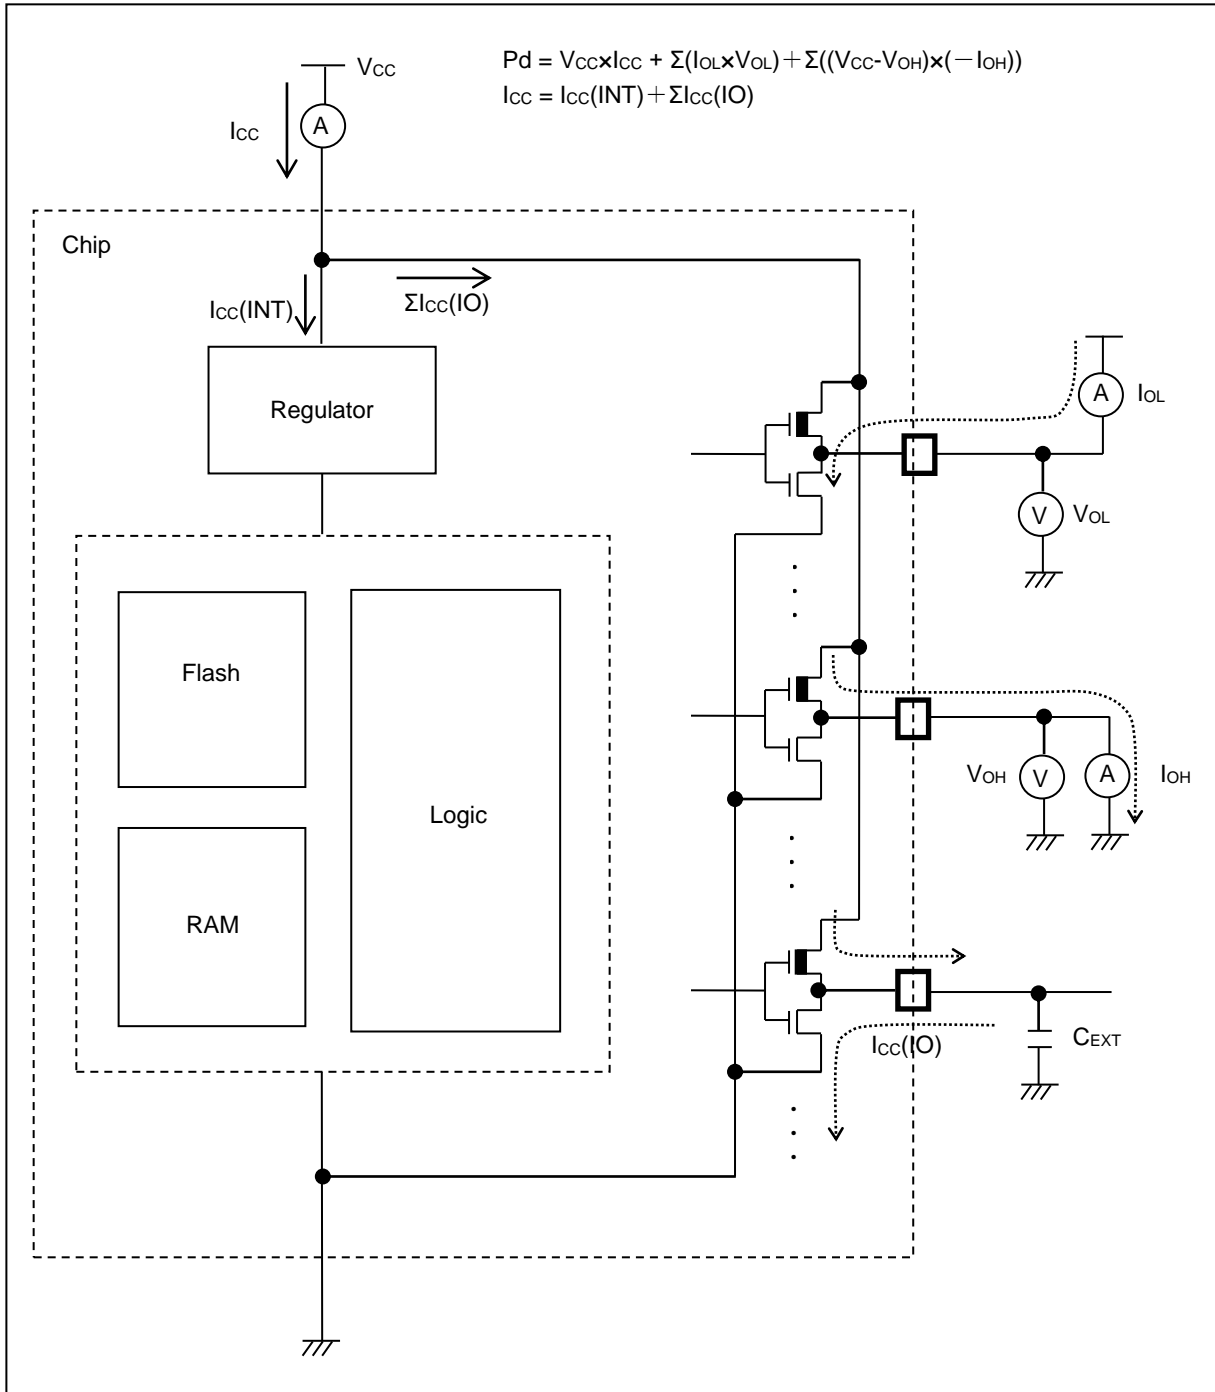 Pd = VCC×ICC + Σ(IOL×VOL)＋Σ((VCC-VOH)×(－IOH))
ICC = ICC(INT)＋ΣICC(IO)
VCC
A
ICC
Chip
ICC(INT)
ΣICC(IO)
Regulator
A
IOL
V
VOL
Flash
Logic
RAM
VOH
V
A
IOH
ICC(IO)
CEXT